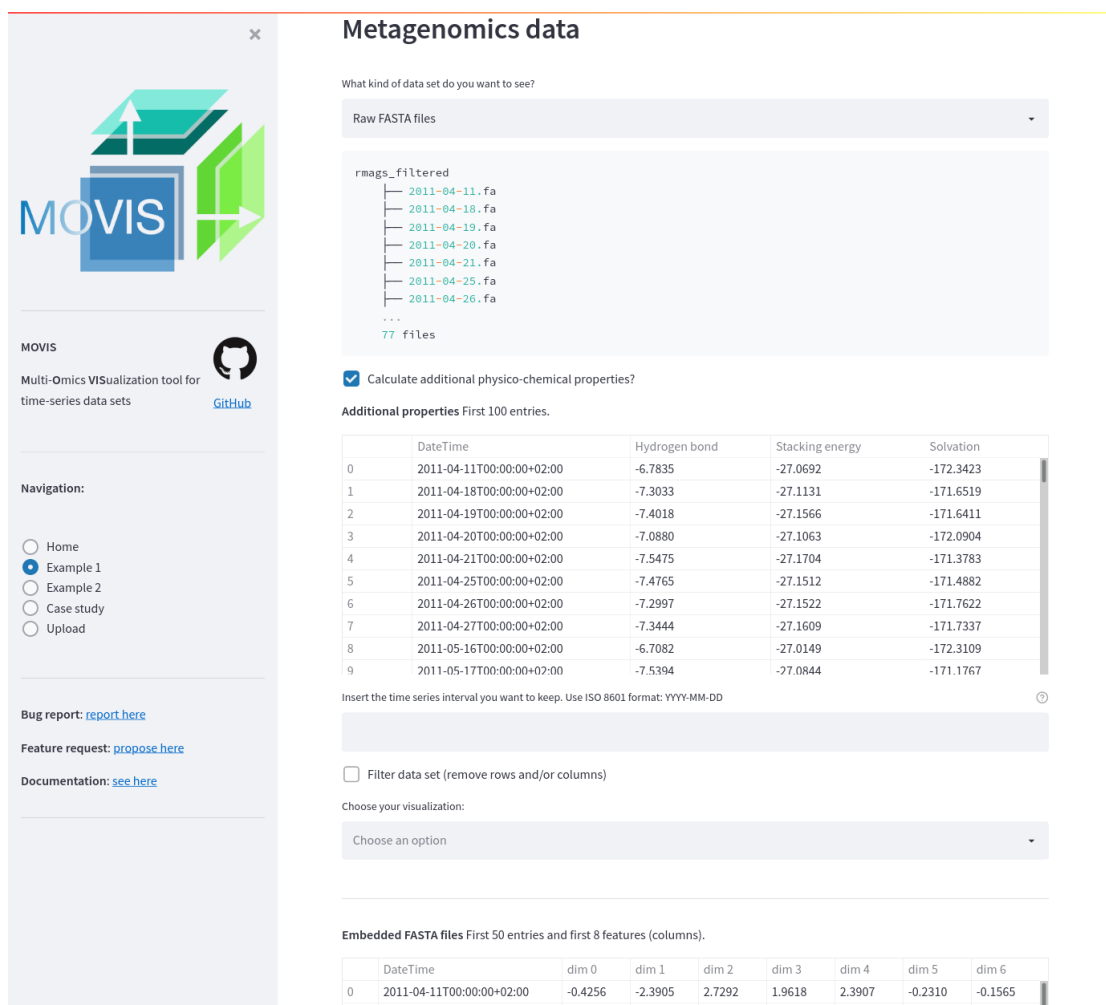 ×
MOVIS
MOVIS
Multi-Omics VISualization tool for
time-series data sets
GitHub
Navigation:
Home
Example 1
Example 2
Case study
Upload
Bug report: report here
Feature request: propose here
Documentation: see here
Metagenomics data
What kind of data set do you want to see?
Raw FASTA files
rmags_filtered
├── 2011-04-11.fa
├── 2011-04-18.fa
├── 2011-04-19.fa
├── 2011-04-20.fa
├── 2011-04-21.fa
├── 2011-04-25.fa
├── 2011-04-26.fa
...
77 files
Calculate additional physico-chemical properties?
Additional properties First 100 entries.
DateTime Hydrogen bond Stacking energy Solvation
0 2011-04-11T00:00:00+02:00 -6.7835 -27.0692 -172.3423
1 2011-04-18T00:00:00+02:00 -7.3033 -27.1131 -171.6519
2 2011-04-19T00:00:00+02:00 -7.4018 -27.1566 -171.6411
3 2011-04-20T00:00:00+02:00 -7.0880 -27.1063 -172.0904
4 2011-04-21T00:00:00+02:00 -7.5475 -27.1704 -171.3783
5 2011-04-25T00:00:00+02:00 -7.4765 -27.1512 -171.4882
6 2011-04-26T00:00:00+02:00 -7.2997 -27.1522 -171.7622
7 2011-04-27T00:00:00+02:00 -7.3444 -27.1609 -171.7337
8 2011-05-16T00:00:00+02:00 -6.7082 -27.0149 -172.3109
9 2011-05-17T00:00:00+02:00 -7.5394 -27.0844 -171.1767
Insert the time series interval you want to keep. Use ISO 8601 format: YYYY-MM-DD
?
Filter data set (remove rows and/or columns)
Choose your visualization:
Choose an option
Embedded FASTA files First 50 entries and first 8 features (columns).
DateTime dim 0 dim 1 dim 2 dim 3 dim 4 dim 5 dim 6
0 2011-04-11T00:00:00+02:00 -0.4256 -2.3905 2.7292 1.9618 2.3907 -0.2310 -0.1565